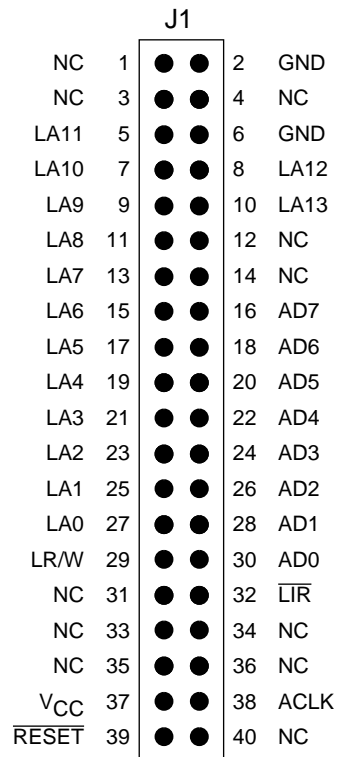 J1
NC 1 2 GND
NC 3 4 NC
LA11 5 6 GND
LA10 7 8 LA12
LA9 9 10 LA13
LA8 11 12 NC
LA7 13 14 NC
LA6 15 16 AD7
LA5 17 18 AD6
LA4 19 20 AD5
LA3 21 22 AD4
LA2 23 24 AD3
LA1 25 26 AD2
LA0 27 28 AD1
LR/W 29 30 AD0
NC 31 32 L̅I̅R̅
NC 33 34 NC
NC 35 36 NC
VCC 37 38 ACLK
R̅E̅S̅E̅T̅ 39 40 NC